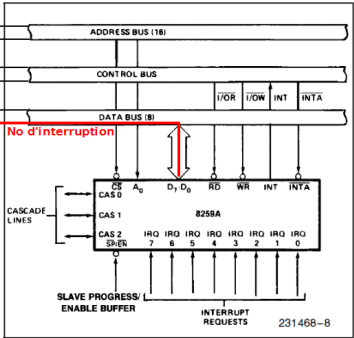 ADDRESS BUS (16)
CONTROL BUS
I/OR I/OW INT INTA
DATA BUS (8)
No d'interruption
CS A0 D7-D0 RD WR INT INTA
CAS 0
CASCADE LINES
CAS 1
8259A
CAS 2
SP/EN
IRQ IRQ IRQ IRQ IRQ IRQ IRQ IRQ
7 6 5 4 3 2 1 0
SLAVE PROGRESS/
ENABLE BUFFER
INTERRUPT
REQUESTS
231468-8